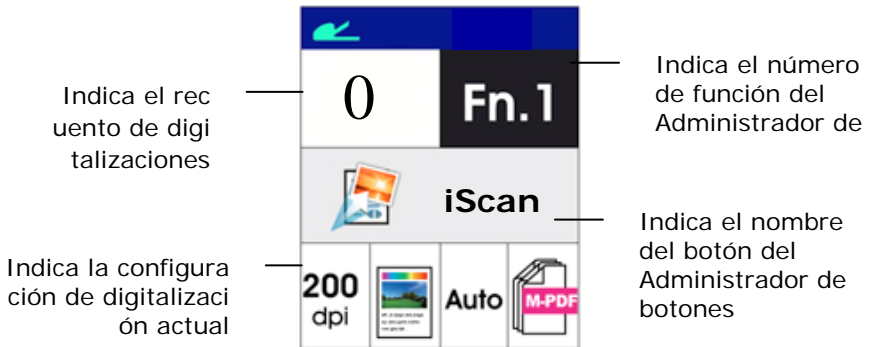 Indica el rec
uento de digi
talizaciones
0
Fn.1
Indica el número
de función del
Administrador de
iScan
Indica el nombre
del botón del
Administrador de
botones
Indica la configura
ción de digitalizaci
ón actual
200
dpi
Auto
M-PDF